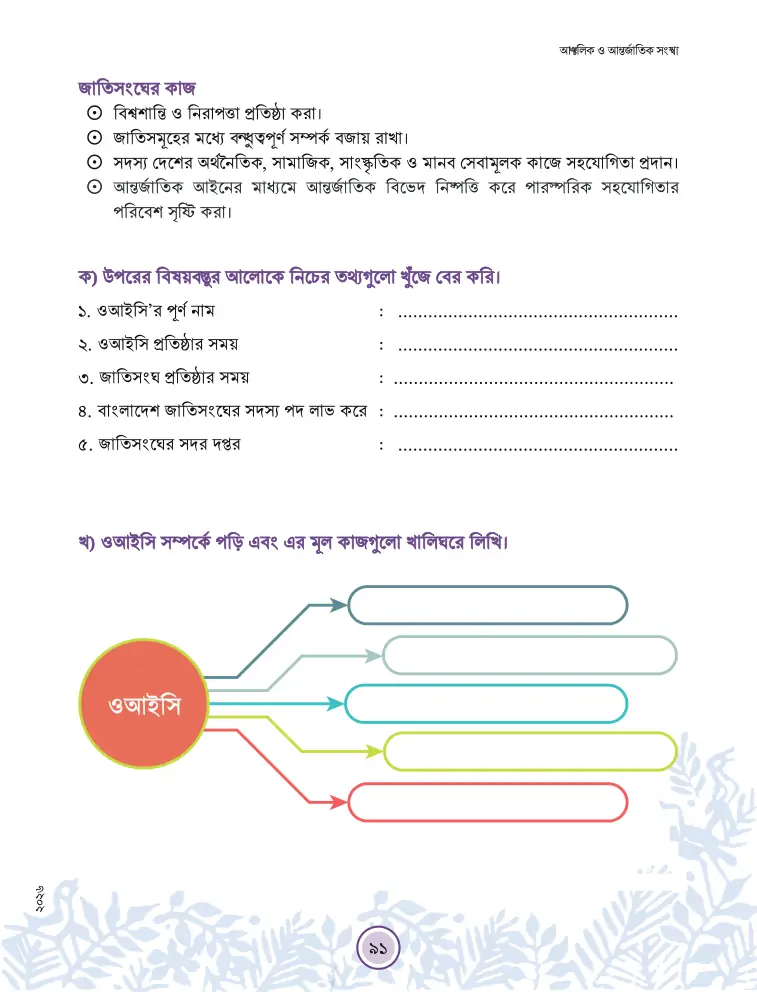 আঞ্চলিক ও আন্তর্জাতিক সংস্থা
জাতিসংঘের কাজ
⊙ বিশ্বশান্তি ও নিরাপত্তা প্রতিষ্ঠা করা।
⊙ জাতিসমূহের মধ্যে বন্ধুত্বপূর্ণ সম্পর্ক বজায় রাখা।
⊙ সদস্য দেশের অর্থনৈতিক, সামাজিক, সাংস্কৃতিক ও মানব সেবামূলক কাজে সহযোগিতা প্রদান।
⊙ আন্তর্জাতিক আইনের মাধ্যমে আন্তর্জাতিক বিভেদ নিষ্পত্তি করে পারস্পরিক সহযোগিতার
পরিবেশ সৃষ্টি করা।
ক) উপরের বিষয়বস্তুর আলোকে নিচের তথ্যগুলো খুঁজে বের করি।
১. ওআইসি’র পূর্ণ নাম : ........................................................
২. ওআইসি প্রতিষ্ঠার সময় : ........................................................
৩. জাতিসংঘ প্রতিষ্ঠার সময় : ........................................................
৪. বাংলাদেশ জাতিসংঘের সদস্য পদ লাভ করে : ........................................................
৫. জাতিসংঘের সদর দপ্তর : ........................................................
খ) ওআইসি সম্পর্কে পড়ি এবং এর মূল কাজগুলো খালিঘরে লিখি।
ওআইসি
২০২৬
৯১